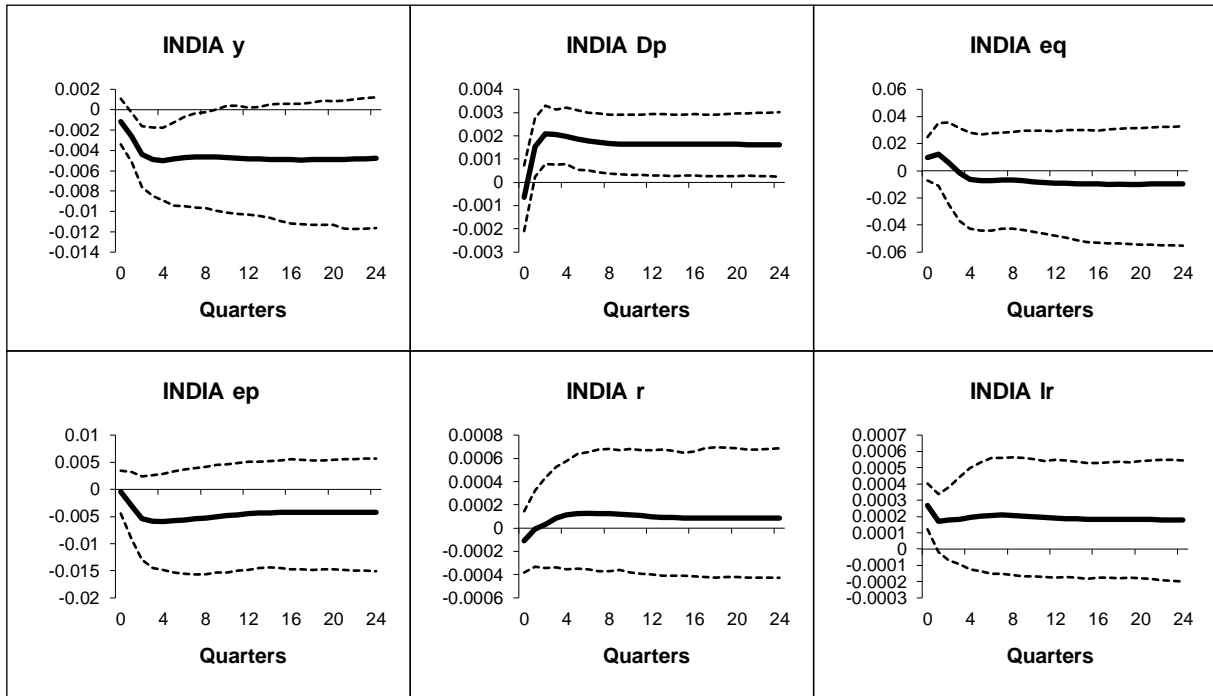 INDIA y
0.002
0
-0.002
-0.004
-0.006
-0.008
-0.01
-0.012
-0.014
0 4 8 12 16 20 24
Quarters
INDIA Dp
0.004
0.003
0.002
0.001
0
-0.001
-0.002
-0.003
0 4 8 12 16 20 24
Quarters
INDIA eq
0.06
0.04
0.02
0
-0.02
-0.04
-0.06
0 4 8 12 16 20 24
Quarters
INDIA ep
0.01
0.005
0
-0.005
-0.01
-0.015
-0.02
0 4 8 12 16 20 24
Quarters
INDIA r
0.0008
0.0006
0.0004
0.0002
0
-0.0002
-0.0004
-0.0006
0 4 8 12 16 20 24
Quarters
INDIA lr
0.0007
0.0006
0.0005
0.0004
0.0003
0.0002
0.0001
0
-0.0001
-0.0002
-0.0003
0 4 8 12 16 20 24
Quarters